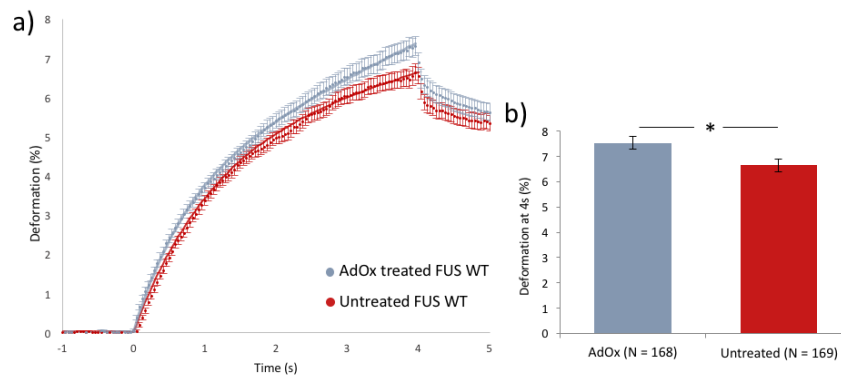 a)
8
7
6
5
4
3
2
1
0
Deformation (%)
-1 0 1 2 3 4 5
Time (s)
AdOx treated FUS WT
Untreated FUS WT
b)
*
8
7
6
5
4
3
2
1
0
Deformation at 4s (%)
AdOx (N = 168) Untreated (N = 169)